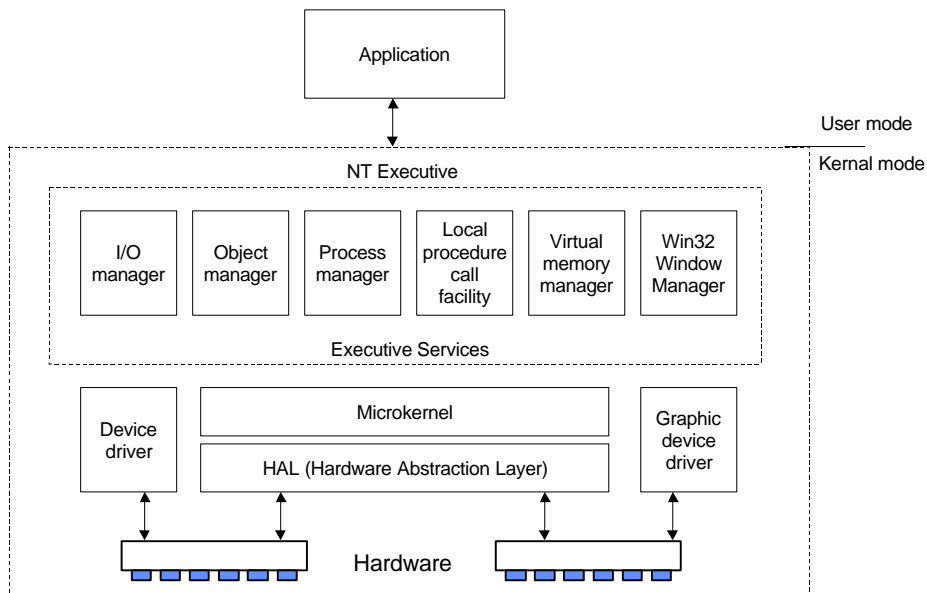 Application
User mode
Kernal mode
NT Executive
I/O
manager
Object
manager
Process
manager
Local
procedure
call
facility
Virtual
memory
manager
Win32
Window
Manager
Executive Services
Device
driver
Microkernel
HAL (Hardware Abstraction Layer)
Graphic
device
driver
Hardware